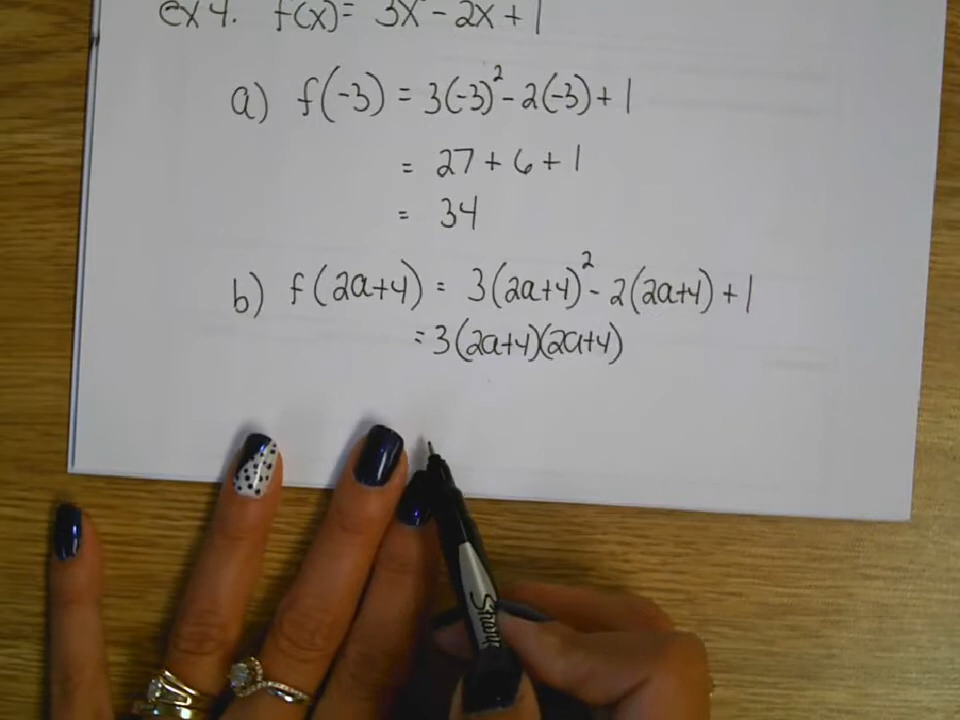 ex 4. f(x) = 3x² - 2x + 1
a) f(-3) = 3(-3)² - 2(-3) + 1
= 27 + 6 + 1
= 34
b) f(2a+4) = 3(2a+4)² - 2(2a+4) + 1
= 3(2a+4)(2a+4)
Sharpie